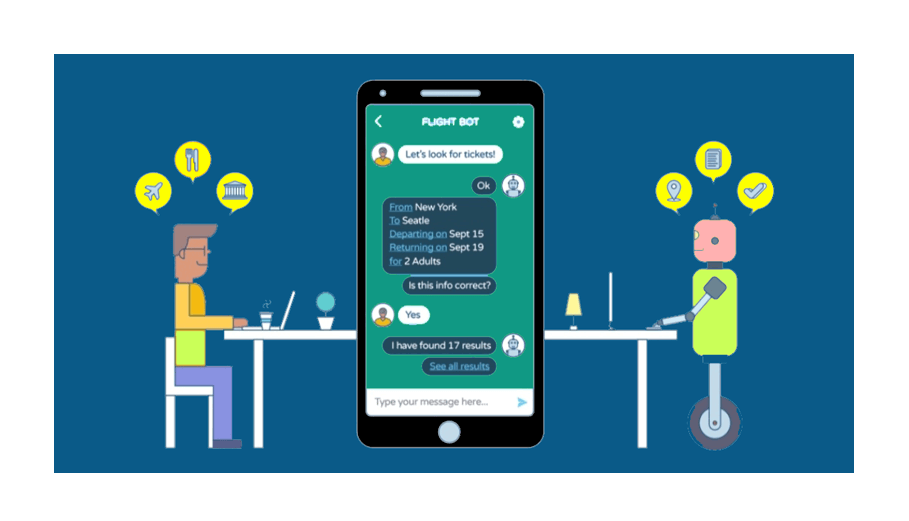 FLIGHT BOT
Let's look for tickets!
Ok
From New York
To Seatle
Departing on Sept 15
Returning on Sept 19
for 2 Adults
Is this info correct?
Yes
I have found 17 results
See all results
Type your message here...